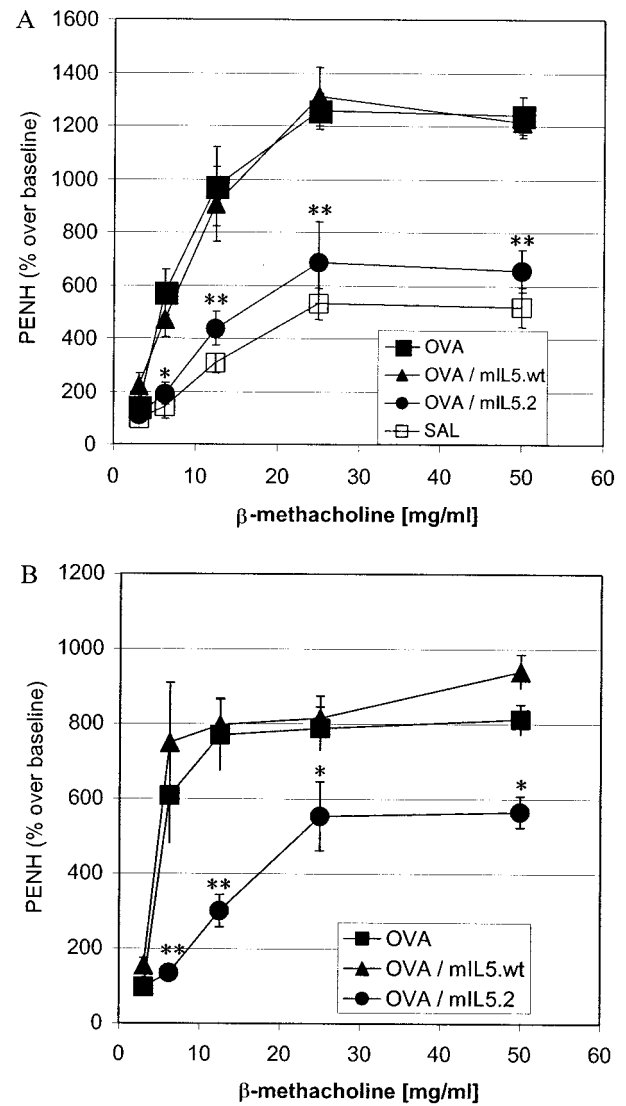 A
1600
1400
1200
1000
800
600
400
200
0
PENH (% over baseline)
**
**
**
*
OVA
OVA / mIL5.wt
OVA / mIL5.2
SAL
0 10 20 30 40 50 60
β-methacholine [mg/ml]
B
1200
1000
800
600
400
200
0
PENH (% over baseline)
*
*
**
**
OVA
OVA / mIL5.wt
OVA / mIL5.2
0 10 20 30 40 50 60
β-methacholine [mg/ml]